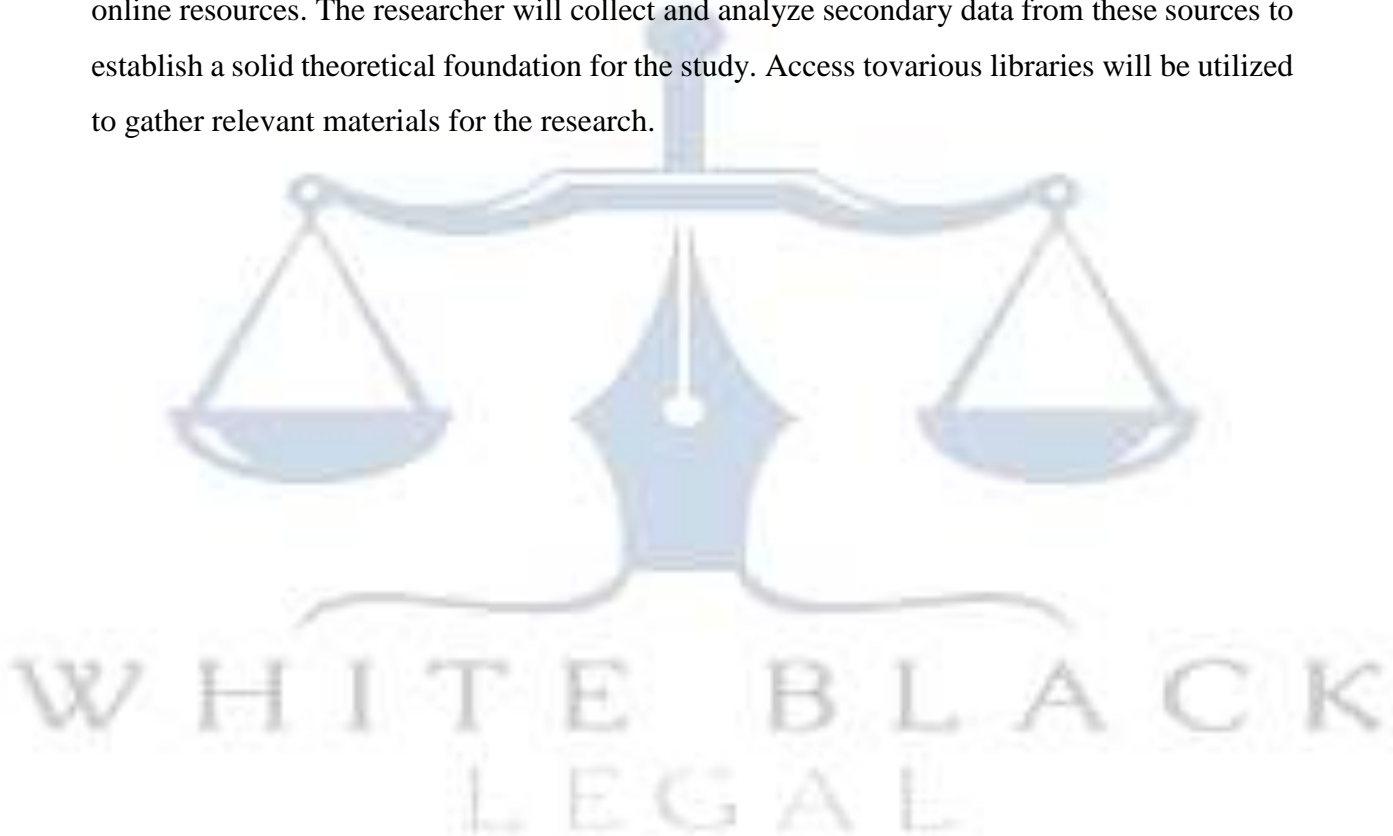 online resources. The researcher will collect and analyze secondary data from these sources to
establish a solid theoretical foundation for the study. Access tovarious libraries will be utilized
to gather relevant materials for the research.
WHITE BLACK
LEGAL